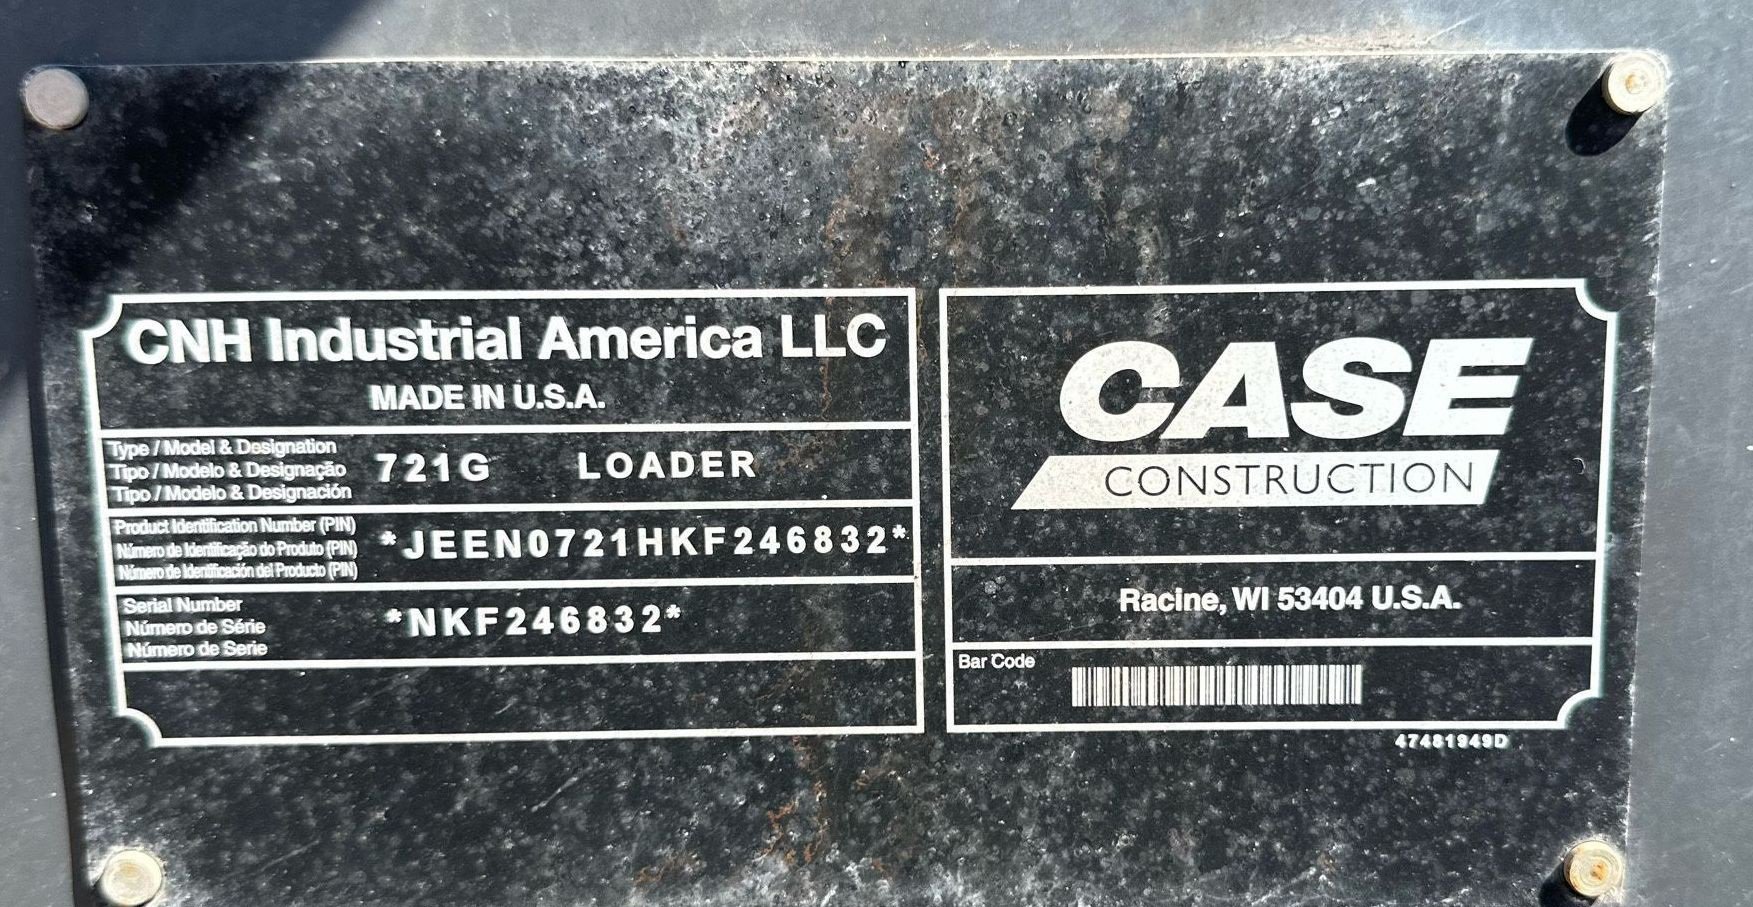 CNH Industrial America LLC
MADE IN U.S.A.
Type / Model & Designation
Tipo / Modelo & Designação
Tipo / Modelo & Designación
721G LOADER
Product Identification Number (PIN)
Número de Identificação do Produto (PIN)
Número de Identificación del Producto (PIN)
*JEEN0721HKF246832*
Serial Number
Número de Série
Número de Serie
*NKF246832*
CASE
CONSTRUCTION
Racine, WI 53404 U.S.A.
Bar Code
47481949D